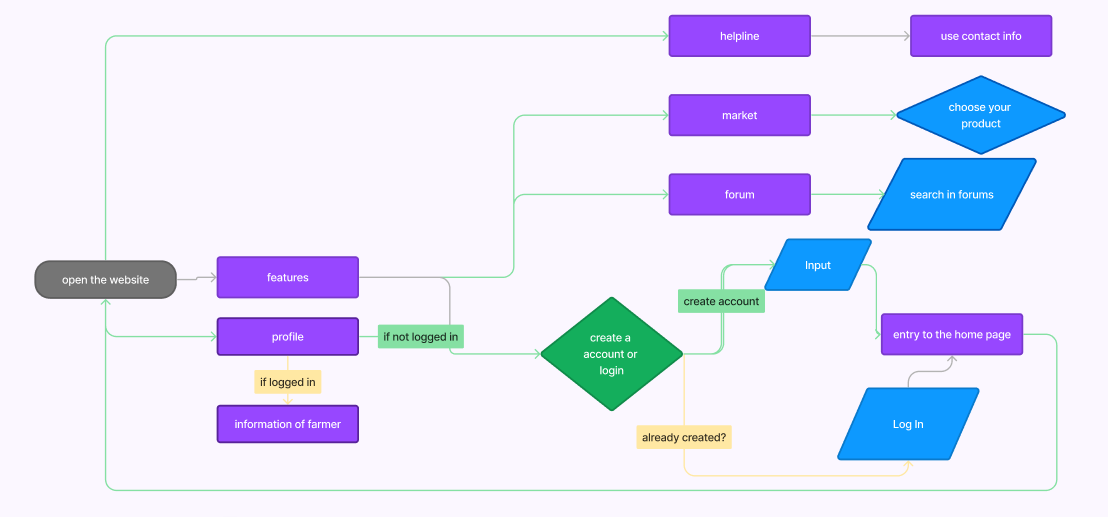 helpline
use contact info
market
choose your
product
forum
search in forums
open the website
features
Input
create account
profile
if not logged in
create a
account or
login
entry to the home page
if logged in
information of farmer
already created?
Log In